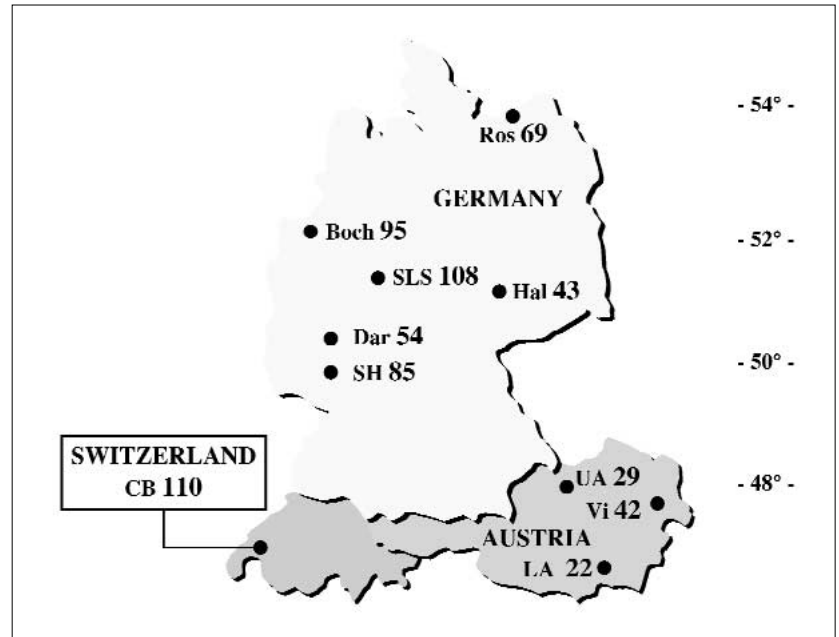 - 54° -
Ros 69
GERMANY
Boch 95
- 52° -
SLS 108
Hal 43
Dar 54
- 50° -
SH 85
SWITZERLAND
CB 110
UA 29
- 48° -
Vi 42
AUSTRIA
LA 22